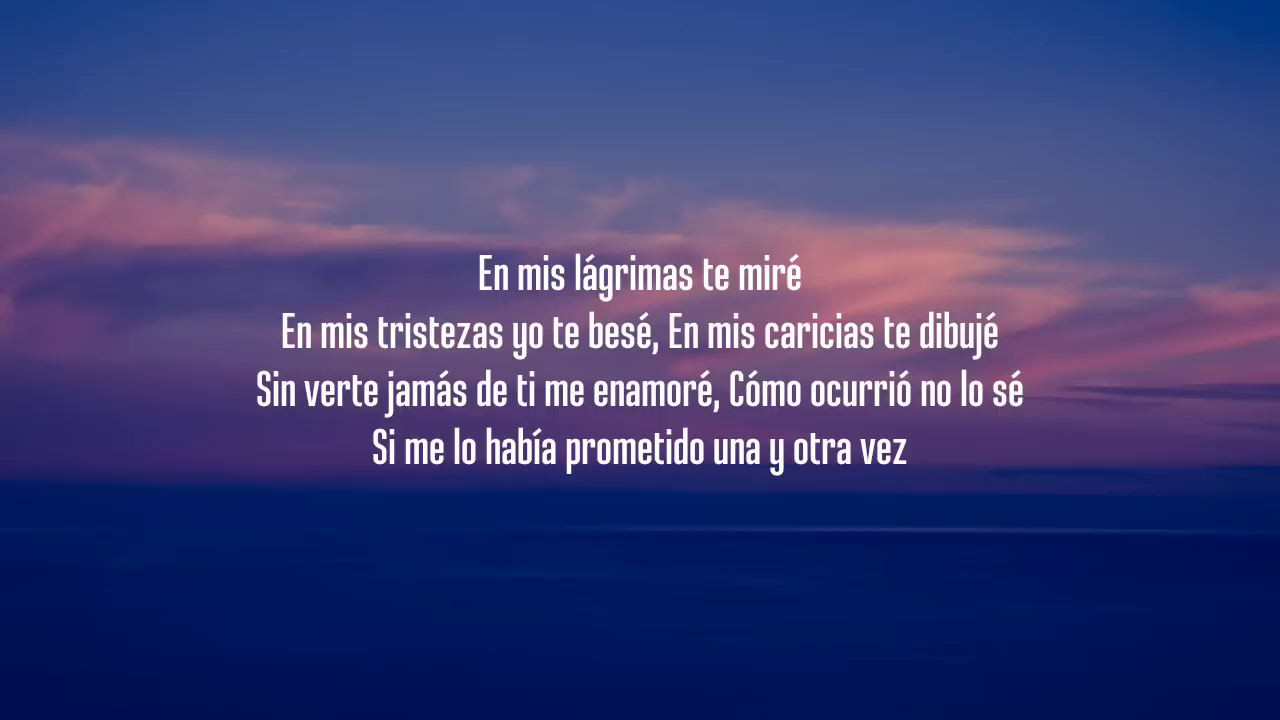 En mis lágrimas te miré
En mis tristezas yo te besé, En mis caricias te dibujé
Sin verte jamás de ti me enamoré, Cómo ocurrió no lo sé
Si me lo había prometido una y otra vez